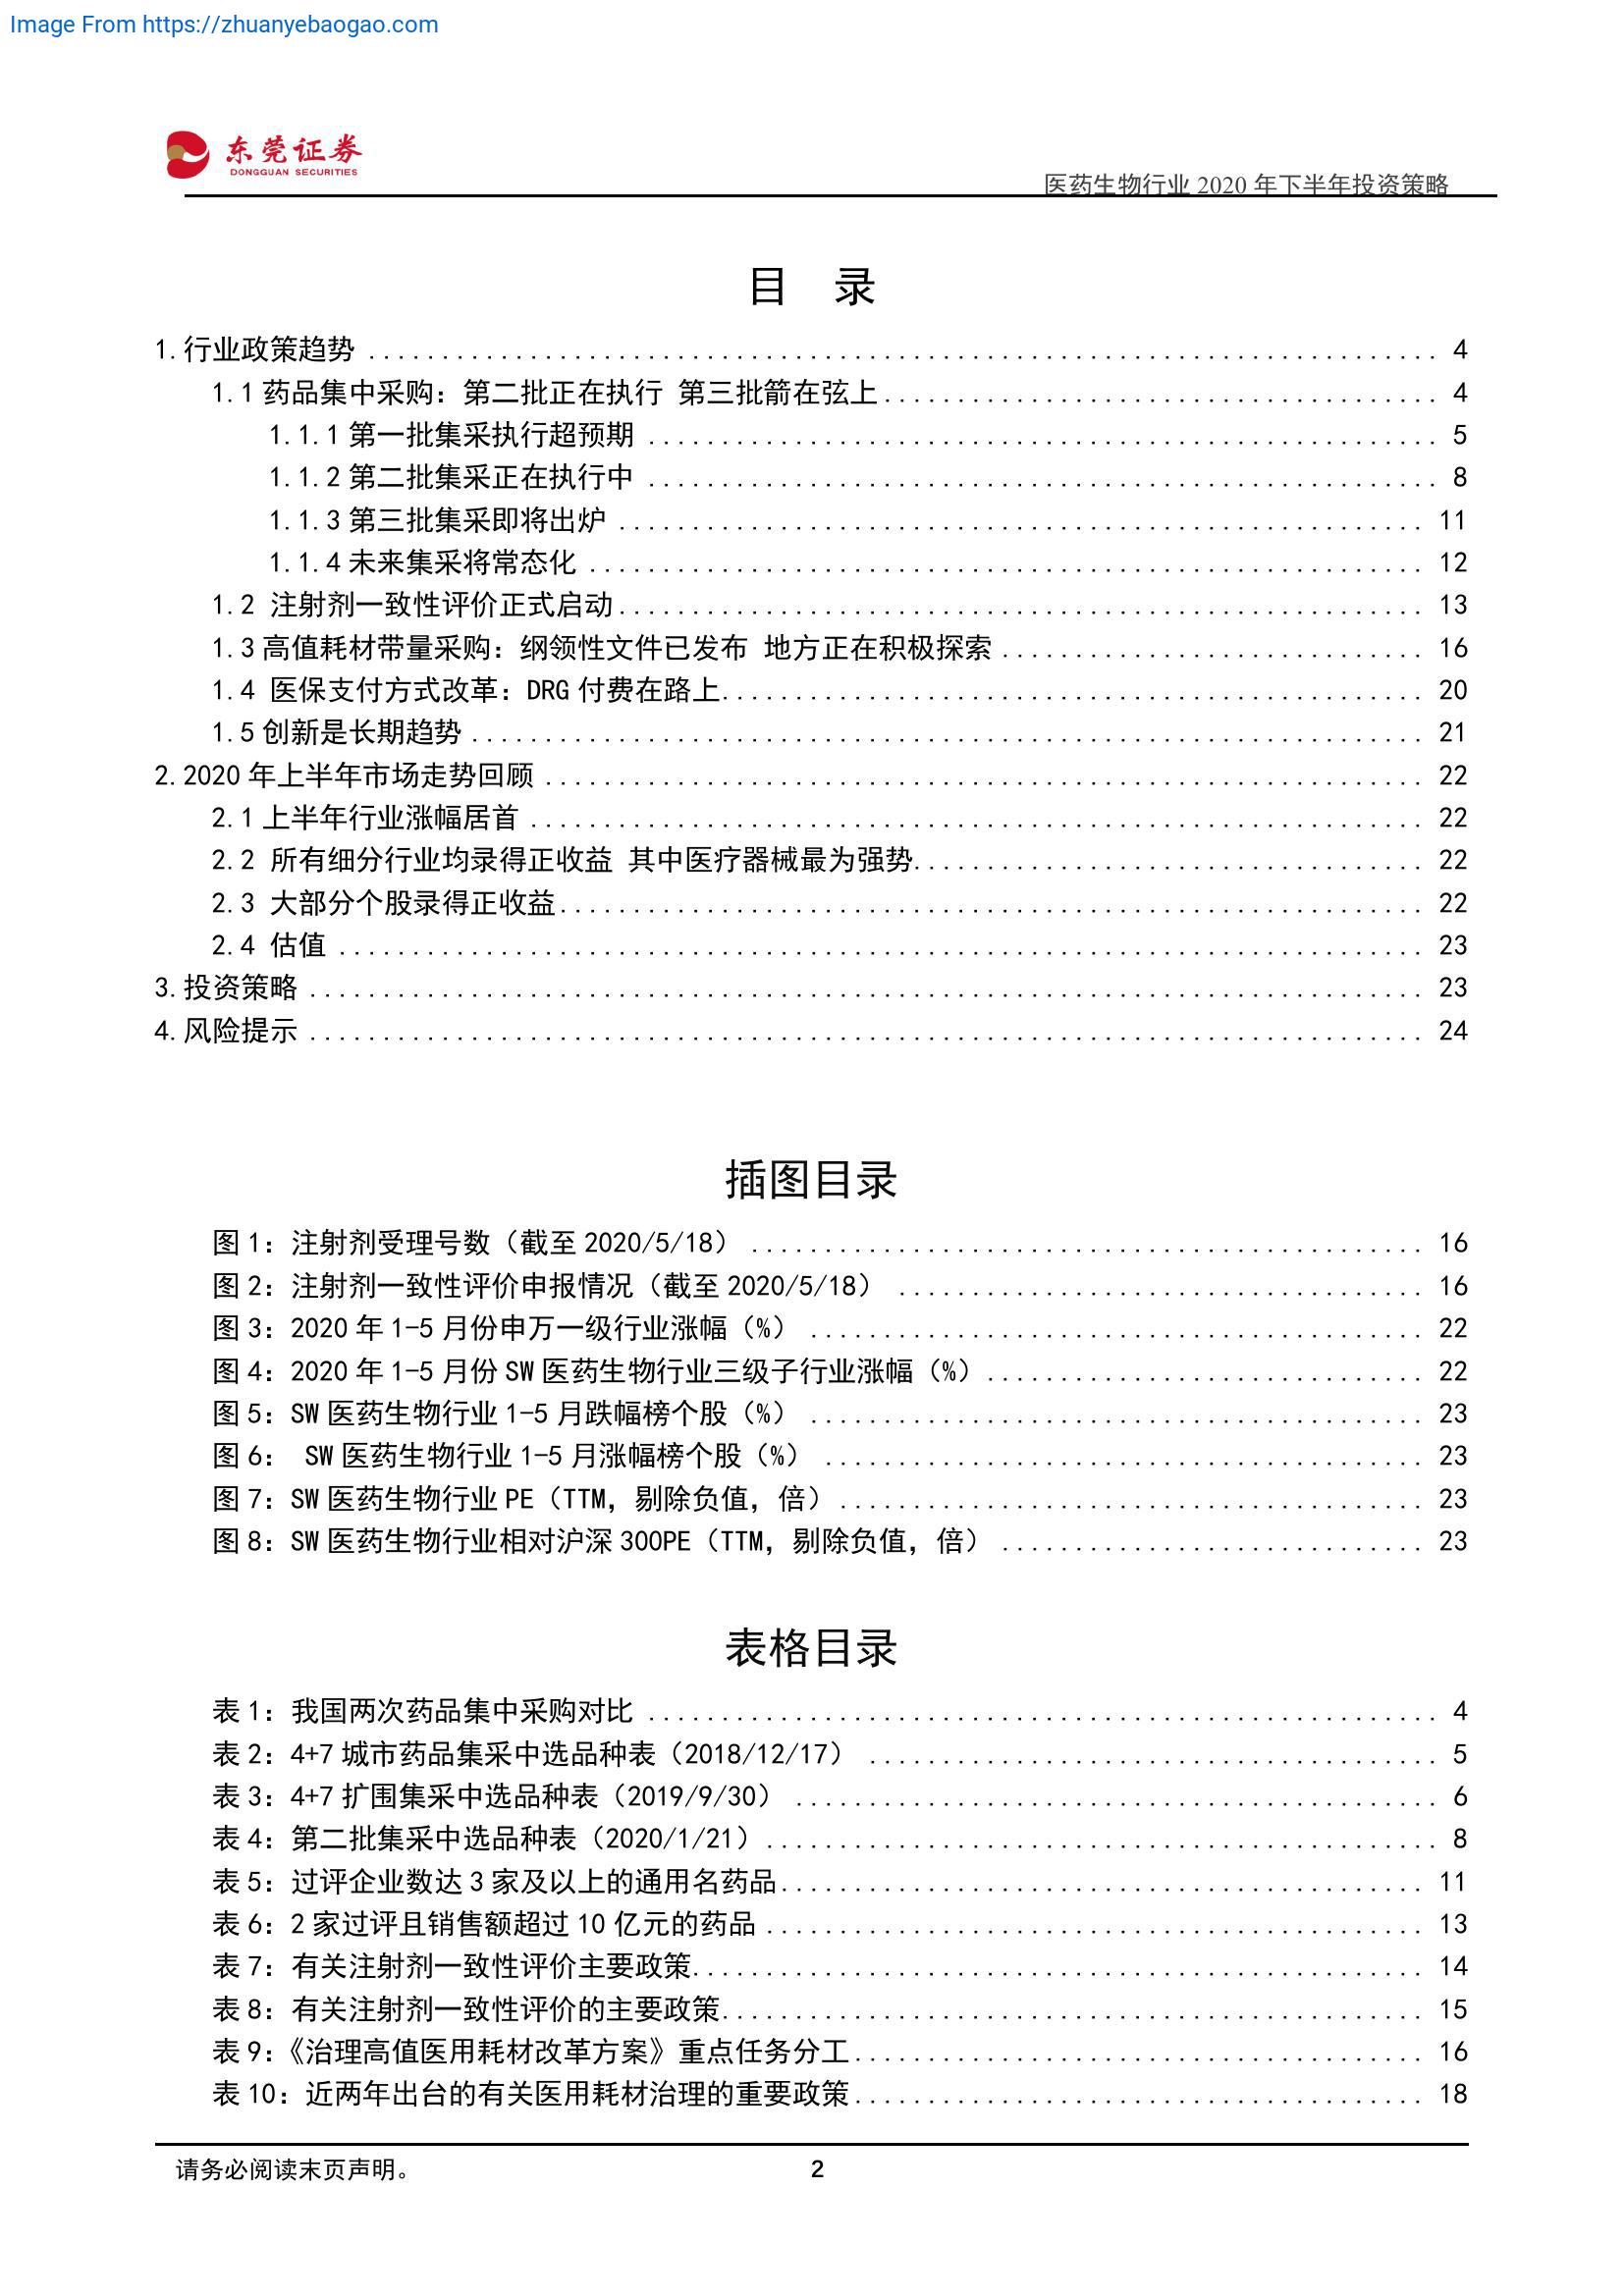 Image From https://zhuanyebaogao.com
东莞证券
DONGGUAN SECURITIES
医药生物行业 2020 年下半年投资策略
目 录
1.行业政策趋势 .......... 4
1.1 药品集中采购：第二批正在执行 第三批箭在弦上 .......... 4
1.1.1 第一批集采执行超预期 .......... 5
1.1.2 第二批集采正在执行中 .......... 8
1.1.3 第三批集采即将出炉 .......... 11
1.1.4 未来集采将常态化 .......... 12
1.2 注射剂一致性评价正式启动 .......... 13
1.3 高值耗材带量采购：纲领性文件已发布 地方正在积极探索 .......... 16
1.4 医保支付方式改革：DRG 付费在路上 .......... 20
1.5 创新是长期趋势 .......... 21
2.2020 年上半年市场走势回顾 .......... 22
2.1 上半年行业涨幅居首 .......... 22
2.2 所有细分行业均录得正收益 其中医疗器械最为强势 .......... 22
2.3 大部分个股录得正收益 .......... 22
2.4 估值 .......... 23
3.投资策略 .......... 23
4.风险提示 .......... 24
插图目录
图 1：注射剂受理号数（截至 2020/5/18） .......... 16
图 2：注射剂一致性评价申报情况（截至 2020/5/18） .......... 16
图 3：2020 年 1-5 月份申万一级行业涨幅（%） .......... 22
图 4：2020 年 1-5 月份 SW 医药生物行业三级子行业涨幅（%） .......... 22
图 5：SW 医药生物行业 1-5 月跌幅榜个股（%） .......... 23
图 6： SW 医药生物行业 1-5 月涨幅榜个股（%） .......... 23
图 7：SW 医药生物行业 PE（TTM，剔除负值，倍） .......... 23
图 8：SW 医药生物行业相对沪深 300PE（TTM，剔除负值，倍） .......... 23
表格目录
表 1：我国两次药品集中采购对比 .......... 4
表 2：4+7 城市药品集采中选品种表（2018/12/17） .......... 5
表 3：4+7 扩围集采中选品种表（2019/9/30） .......... 6
表 4：第二批集采中选品种表（2020/1/21） .......... 8
表 5：过评企业数达 3 家及以上的通用名药品 .......... 11
表 6：2 家过评且销售额超过 10 亿元的药品 .......... 13
表 7：有关注射剂一致性评价主要政策 .......... 14
表 8：有关注射剂一致性评价的主要政策 .......... 15
表 9：《治理高值医用耗材改革方案》重点任务分工 .......... 16
表 10：近两年出台的有关医用耗材治理的重要政策 .......... 18
请务必阅读末页声明。 2